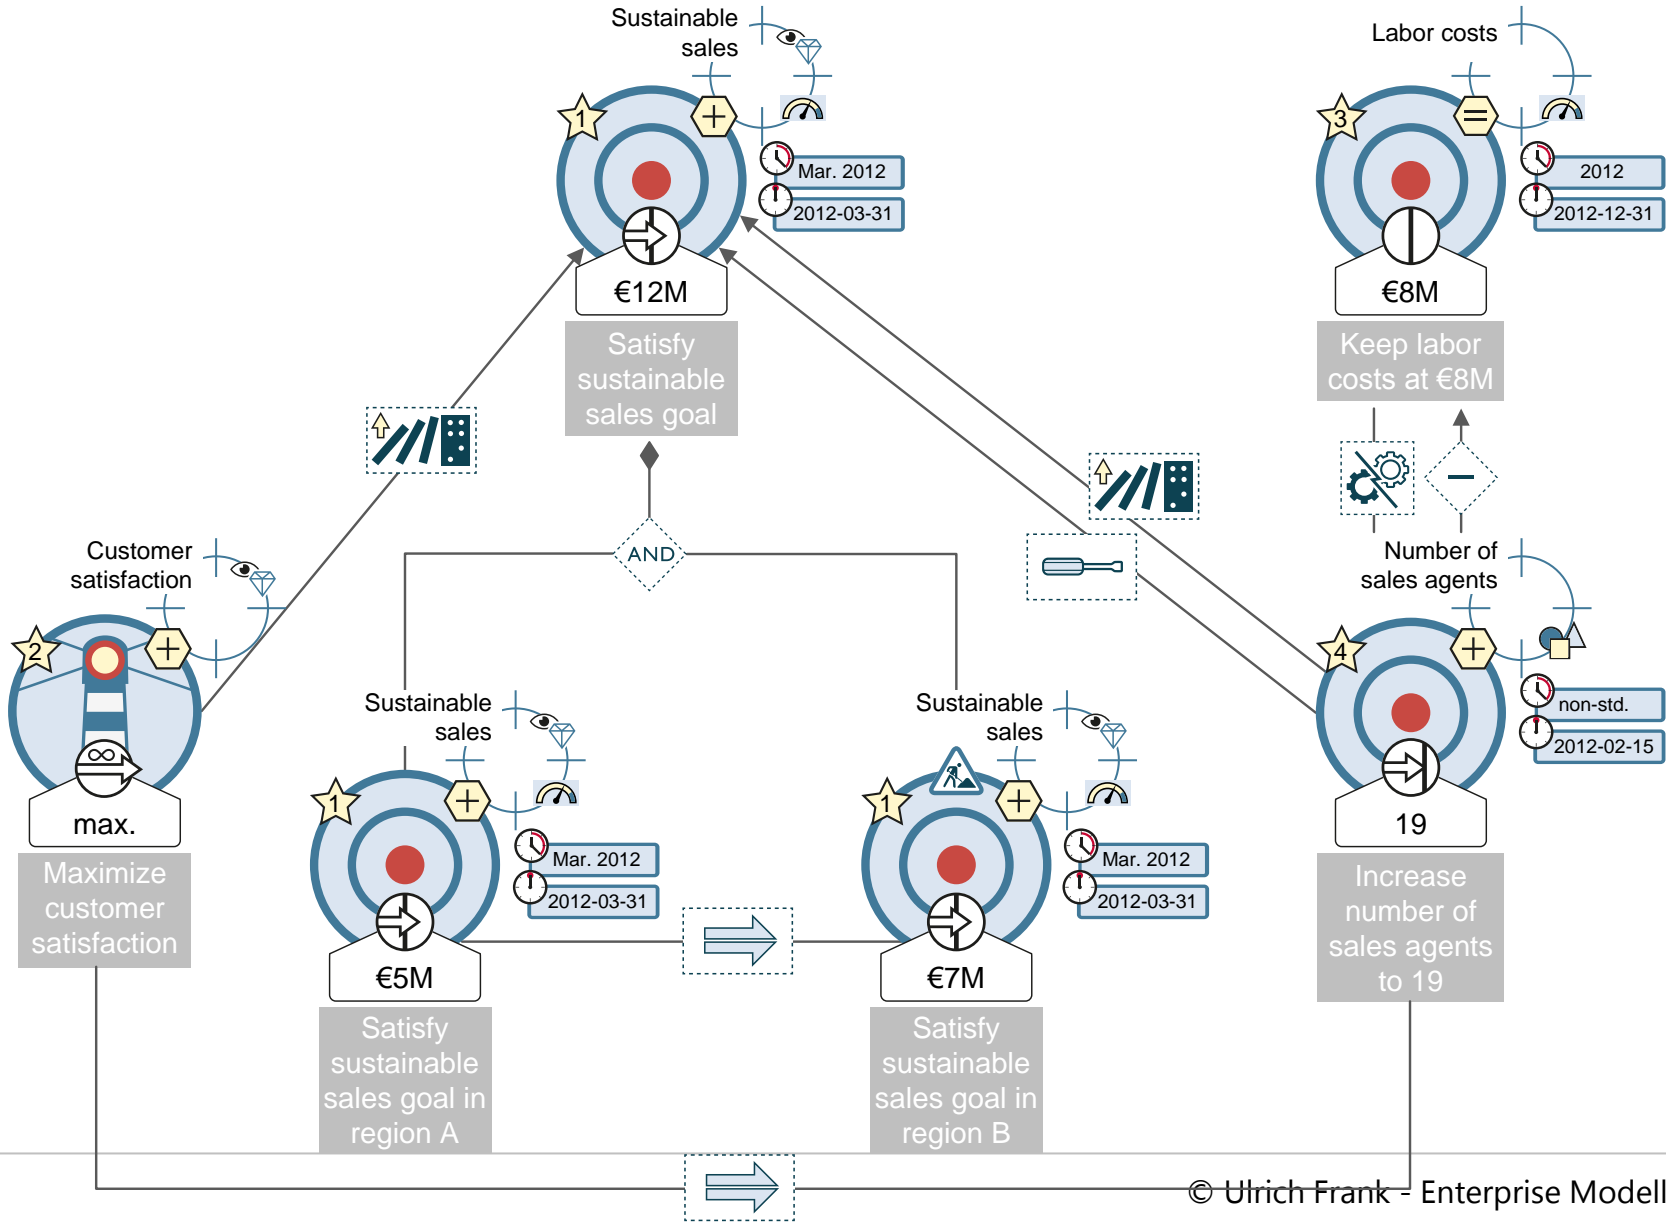 Sustainable
sales
1
Mar. 2012
2012-03-31
€12M
Satisfy
sustainable
sales goal
Labor costs
3
2012
2012-12-31
€8M
Keep labor
costs at €8M
AND
Customer
satisfaction
2
∞
max.
Maximize
customer
satisfaction
Sustainable
sales
1
Mar. 2012
2012-03-31
€5M
Satisfy
sustainable
sales goal in
region A
Sustainable
sales
1
Mar. 2012
2012-03-31
€7M
Satisfy
sustainable
sales goal in
region B
Number of
sales agents
4
non-std.
2012-02-15
19
Increase
number of
sales agents
to 19
© Ulrich Frank - Enterprise Modell